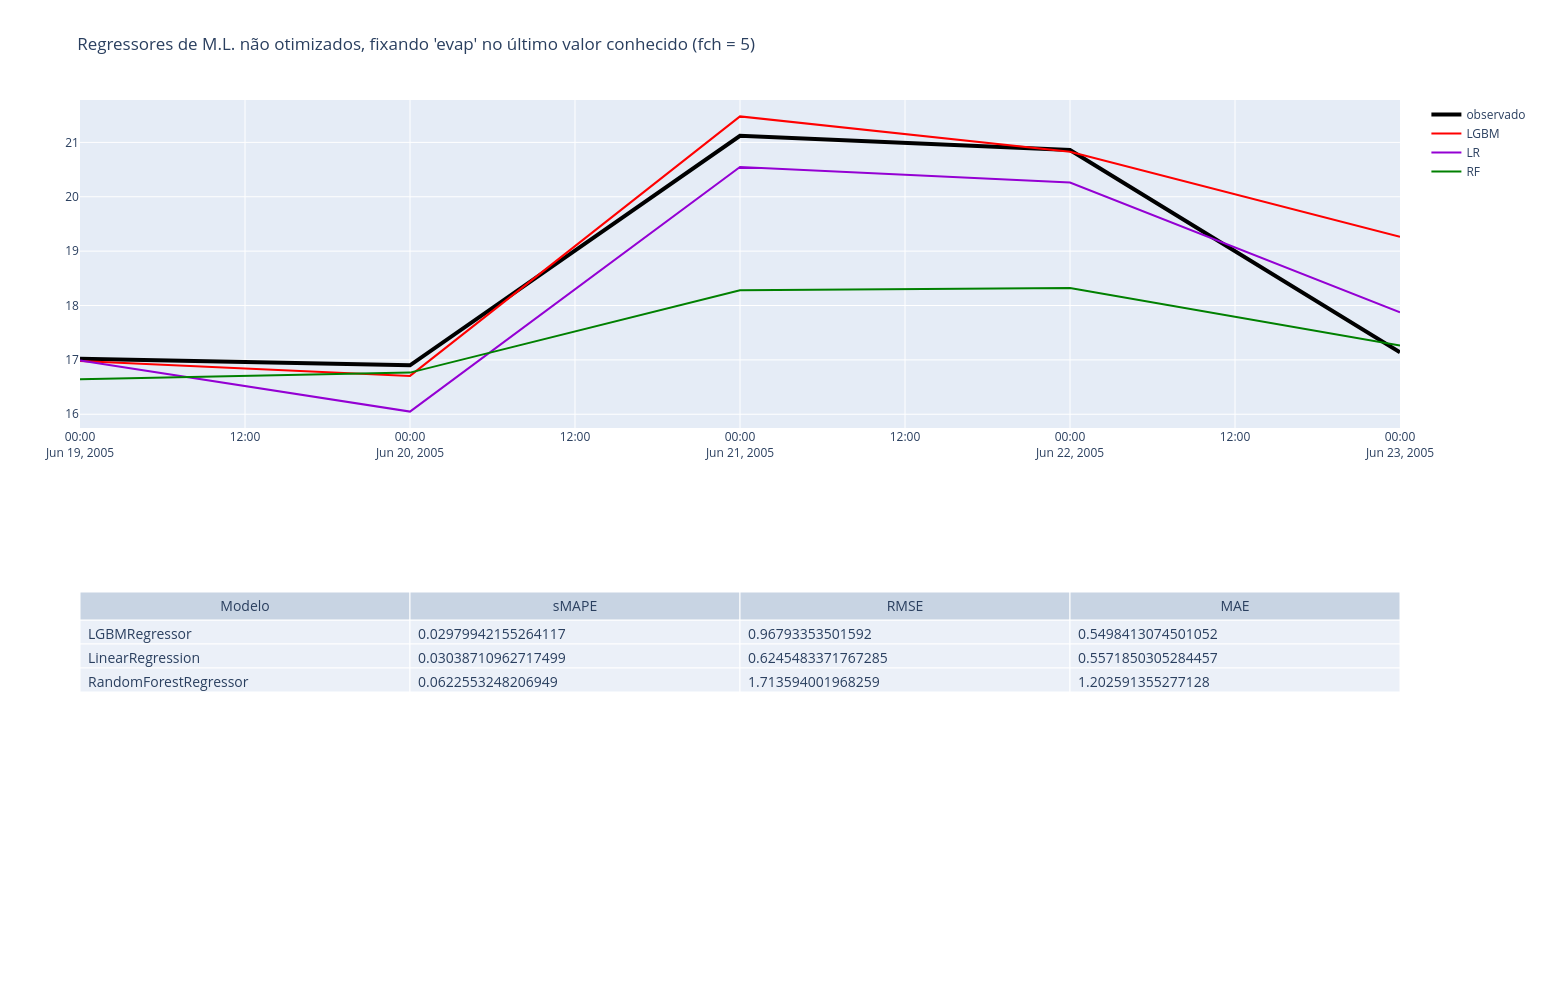 Regressores de M.L. não otimizados, fixando 'evap' no último valor conhecido (fch = 5)
observado
LGBM
LR
RF
21
20
19
18
17
16
00:00 12:00 00:00 12:00 00:00 12:00 00:00 12:00 00:00
Jun 19, 2005 Jun 20, 2005 Jun 21, 2005 Jun 22, 2005 Jun 23, 2005
Modelo sMAPE RMSE MAE
LGBMRegressor 0.02979942155264117 0.96793353501592 0.5498413074501052
LinearRegression 0.03038710962717499 0.6245483371767285 0.5571850305284457
RandomForestRegressor 0.0622553248206949 1.713594001968259 1.202591355277128